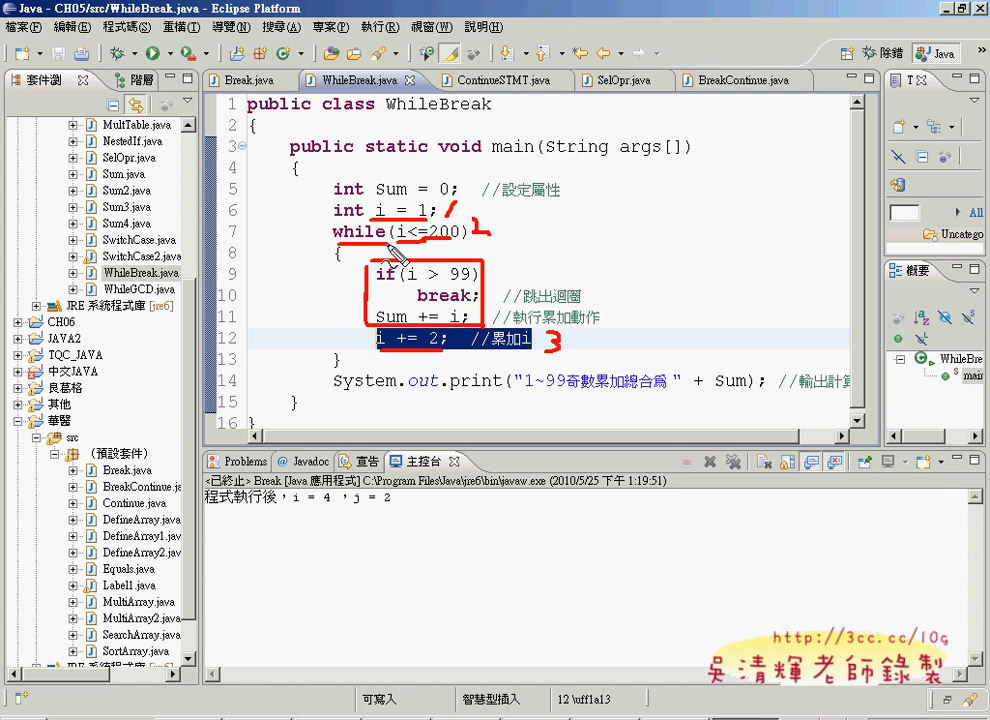 Java - CH05/src/WhileBreak.java - Eclipse Platform
檔案(F) 編輯(E) 程式碼(S) 重構(T) 導覽(N) 搜尋(A) 專案(P) 執行(R) 視窗(W) 說明(H)
除錯 Java
套件瀏 階層
Break.java WhileBreak.java ContinueSTMT.java SelOpr.java BreakContinue.java
MultTable.java
NestedIf.java
SelOpr.java
Sum.java
Sum2.java
Sum3.java
Sum4.java
SwitchCase.java
SwitchCase2.java
WhileBreak.java
WhileGCD.java
JRE 系統程式庫 [jre6]
CH06
JAVA2
TQC_JAVA
中文JAVA
良葛格
其他
華醫
src
(預設套件)
Break.java
BreakContinue.ja
Continue.java
DefineArray.java
DefineArray1.jav
DefineArray2.jav
Equals.java
Label1.java
MultiArray.java
MultiArray2.java
SearchArray.java
SortArray.java
1 public class WhileBreak
2 {
3 public static void main(String args[])
4 {
5 int Sum = 0; //設定屬性
6 int i = 1; 1
7 while(i<=200) 2
8 {
9 if(i > 99)
10 break; //跳出迴圈
11 Sum += i; //執行累加動作
12 i += 2; //累加i 3
13 }
14 System.out.print("1~99奇數累加總合為" + Sum); //輸出計算
15 }
16 }
All
Uncatego
概要
WhileBre
main
Problems @ Javadoc 宣告 主控台
<已終止> Break [Java 應用程式] C:\Program Files\Java\jre6\bin\javaw.exe (2010/5/25 下午 1:19:51)
程式執行後,i = 4 ,j = 2
http://3cc.cc/10g
吳清輝老師錄製
可寫入 智慧型插入 12 \uff1a13